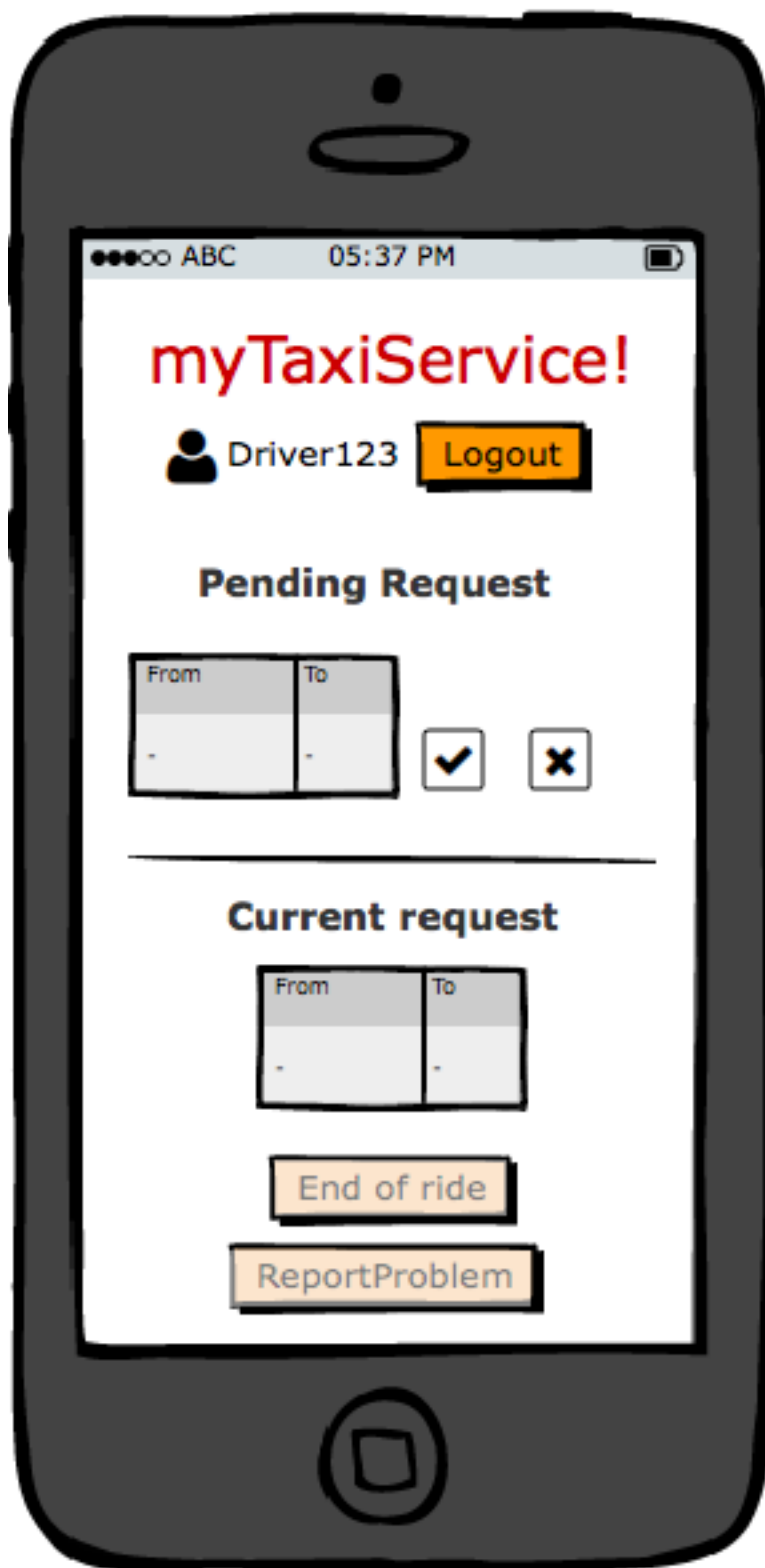 ABC 05:37 PM
myTaxiService!
Driver123 Logout
Pending Request
From To
- -
Current request
From To
- -
End of ride
ReportProblem